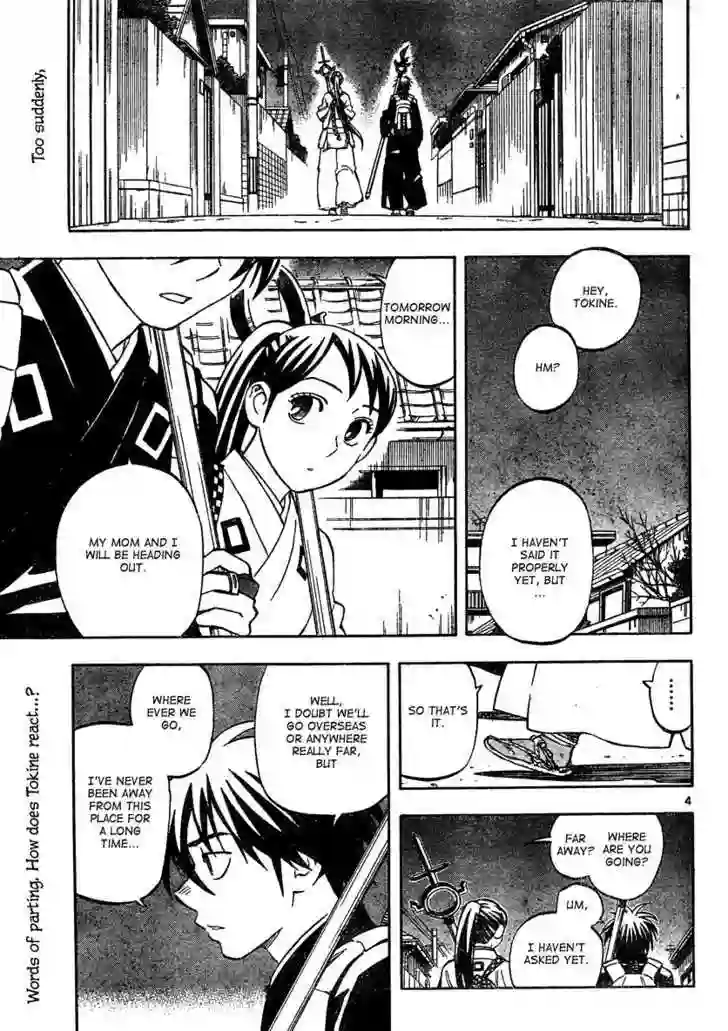 Too suddenly,
HEY,
TOKINE.
HM?
I HAVEN'T
SAID IT
PROPERLY
YET, BUT
...
TOMORROW
MORNING...
MY MOM AND I
WILL BE HEADING
OUT.
......
SO THAT'S
IT.
4
WHERE
ARE YOU
GOING?
FAR
AWAY?
UM,
I HAVEN'T
ASKED YET.
WELL,
I DOUBT WE'LL
GO OVERSEAS
OR ANYWHERE
REALLY FAR,
BUT
WHERE
EVER WE
GO,
I'VE NEVER
BEEN AWAY
FROM THIS
PLACE FOR
A LONG
TIME...
Words of parting. How does Tokine react...?